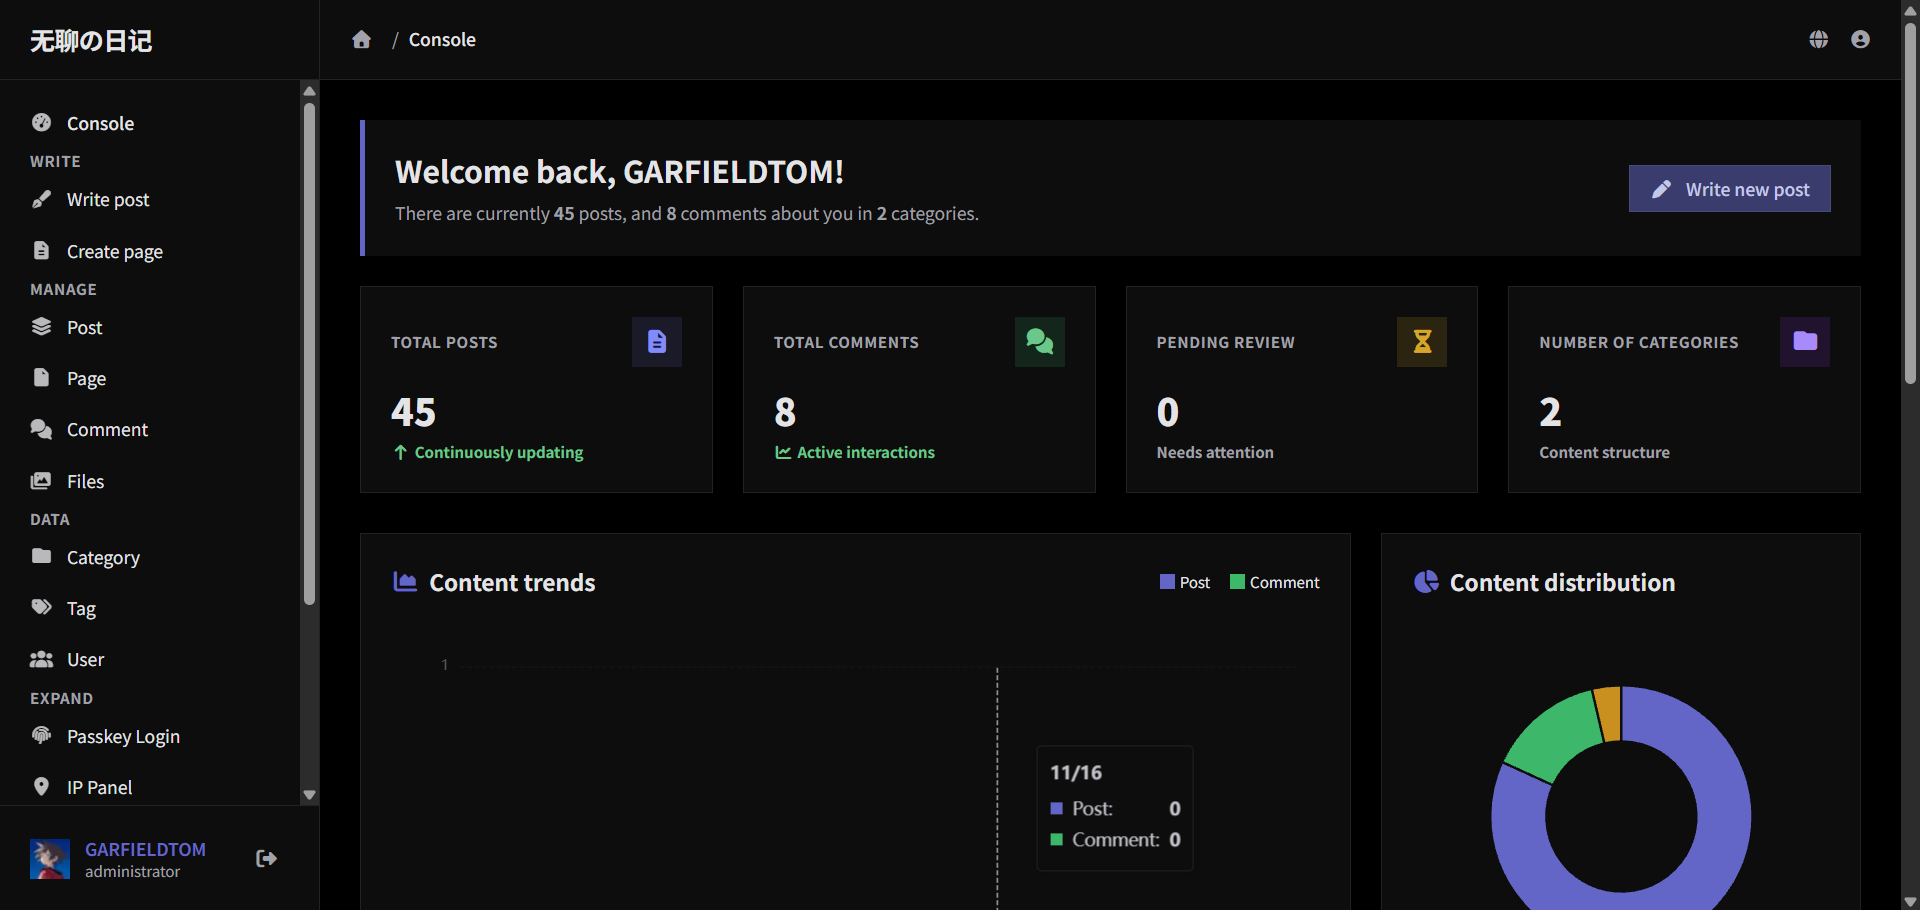 无聊の日记
/ Console
Console
WRITE
Write post
Create page
MANAGE
Post
Page
Comment
Files
DATA
Category
Tag
User
EXPAND
Passkey Login
IP Panel
GARFIELDTOM
administrator
Welcome back, GARFIELDTOM!
There are currently 45 posts, and 8 comments about you in 2 categories.
Write new post
TOTAL POSTS
45
Continuously updating
TOTAL COMMENTS
8
Active interactions
PENDING REVIEW
0
Needs attention
NUMBER OF CATEGORIES
2
Content structure
Content trends
Post
Comment
1
11/16
Post: 0
Comment: 0
Content distribution